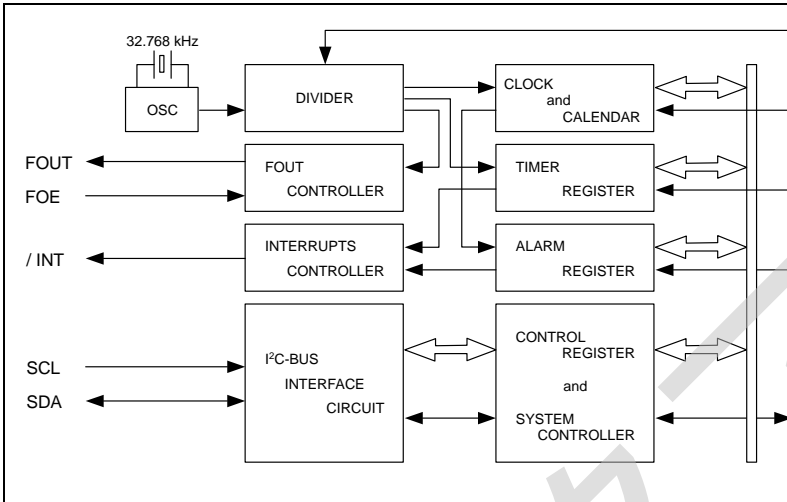 32.768 kHz
OSC
DIVIDER
CLOCK
and
CALENDAR
FOUT
FOE
FOUT
CONTROLLER
TIMER
REGISTER
/ INT
INTERRUPTS
CONTROLLER
ALARM
REGISTER
SCL
SDA
I²C-BUS
INTERFACE
CIRCUIT
CONTROL
REGISTER
and
SYSTEM
CONTROLLER